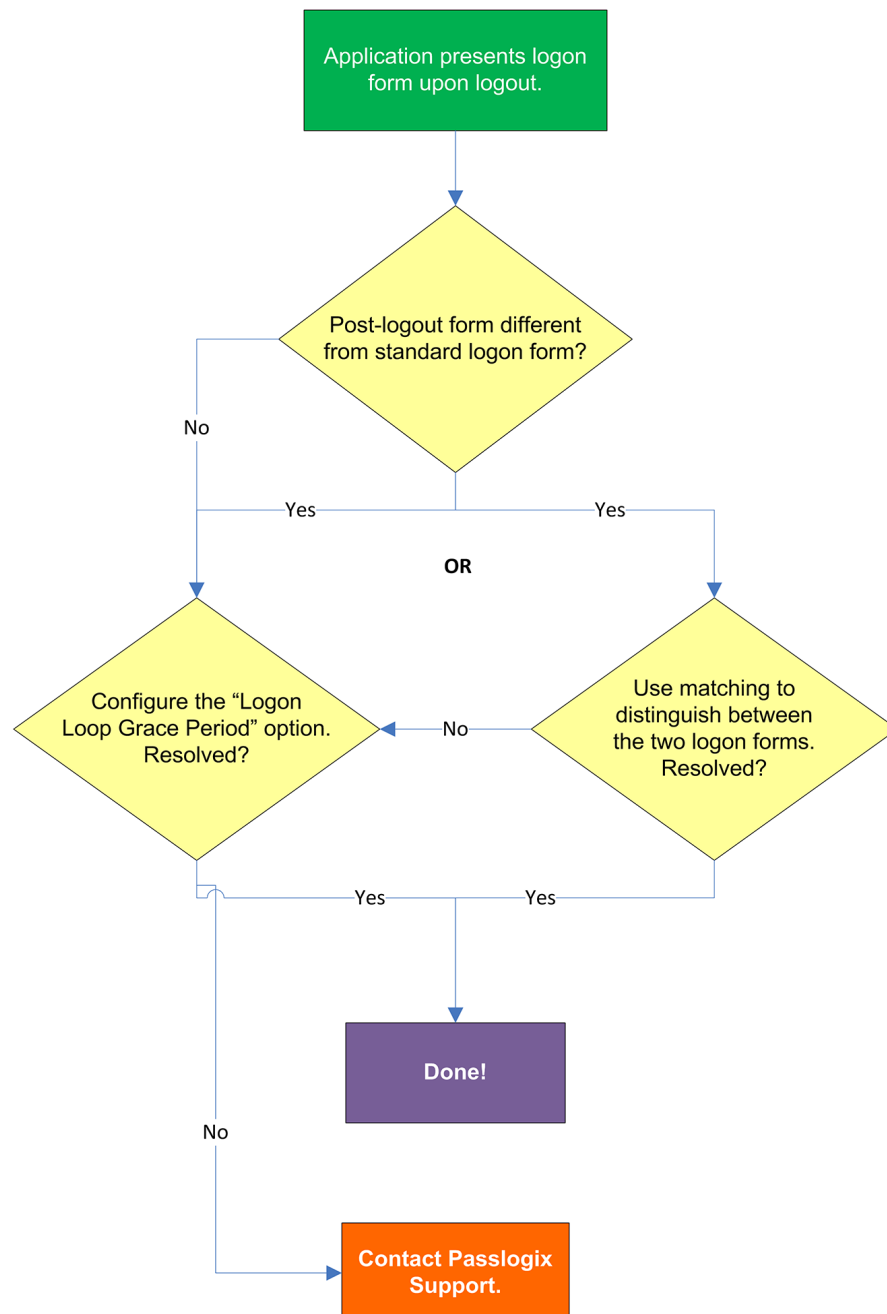 Application presents logon
form upon logout.
Post-logout form different
from standard logon form?
No
Yes
Yes
OR
Configure the “Logon
Loop Grace Period” option.
Resolved?
No
Use matching to
distinguish between
the two logon forms.
Resolved?
Yes
Yes
Done!
No
Contact Passlogix
Support.